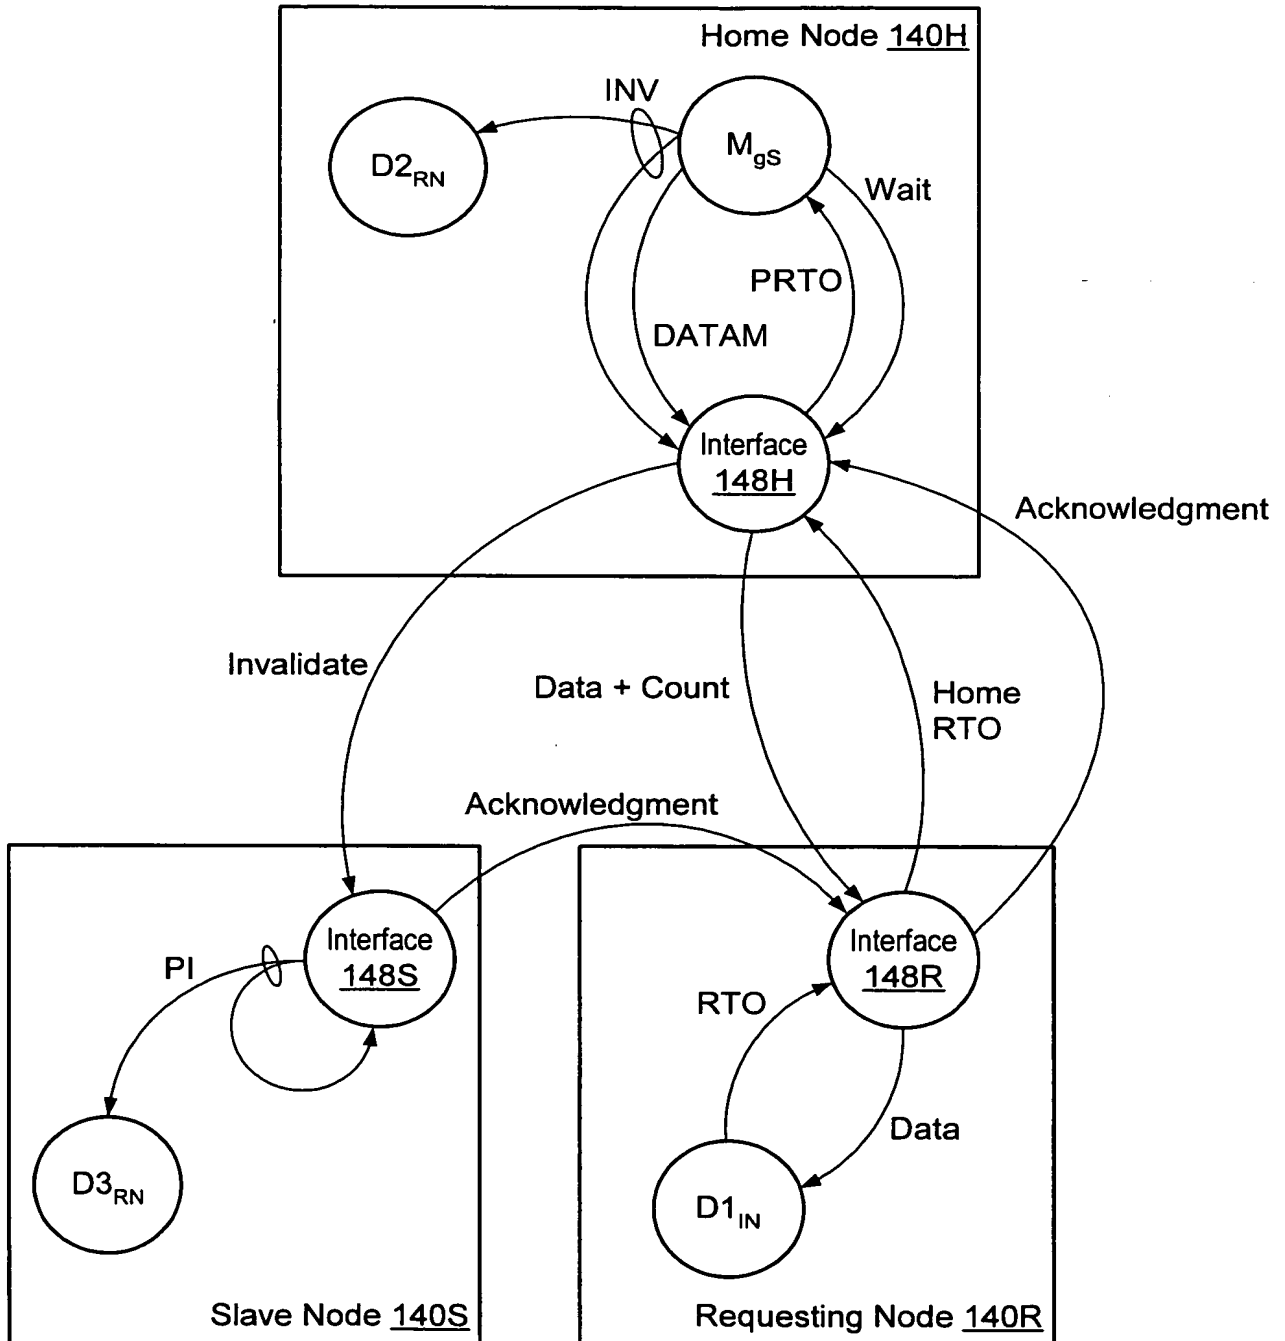 Home Node 140H
INV
MgS
D2RN
Wait
PRTO
DATAM
Interface
148H
Acknowledgment
Invalidate
Data + Count
Home
RTO
Acknowledgment
Interface
148S
PI
Interface
148R
RTO
Data
D3RN
D1IN
Slave Node 140S
Requesting Node 140R